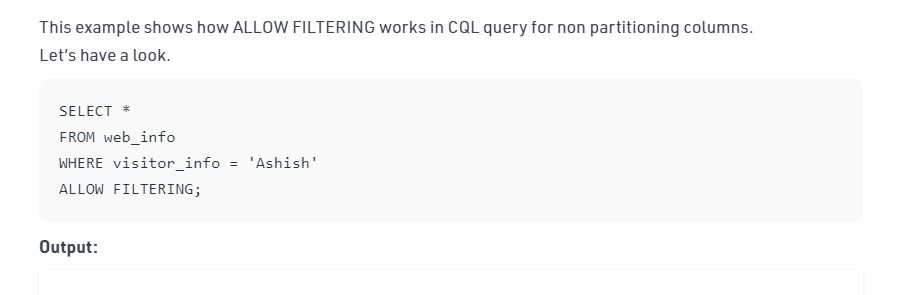 This example shows how ALLOW FILTERING works in CQL query for non partitioning columns.
Let's have a look.
SELECT *
FROM web_info
WHERE visitor_info = 'Ashish'
ALLOW FILTERING;
Output: